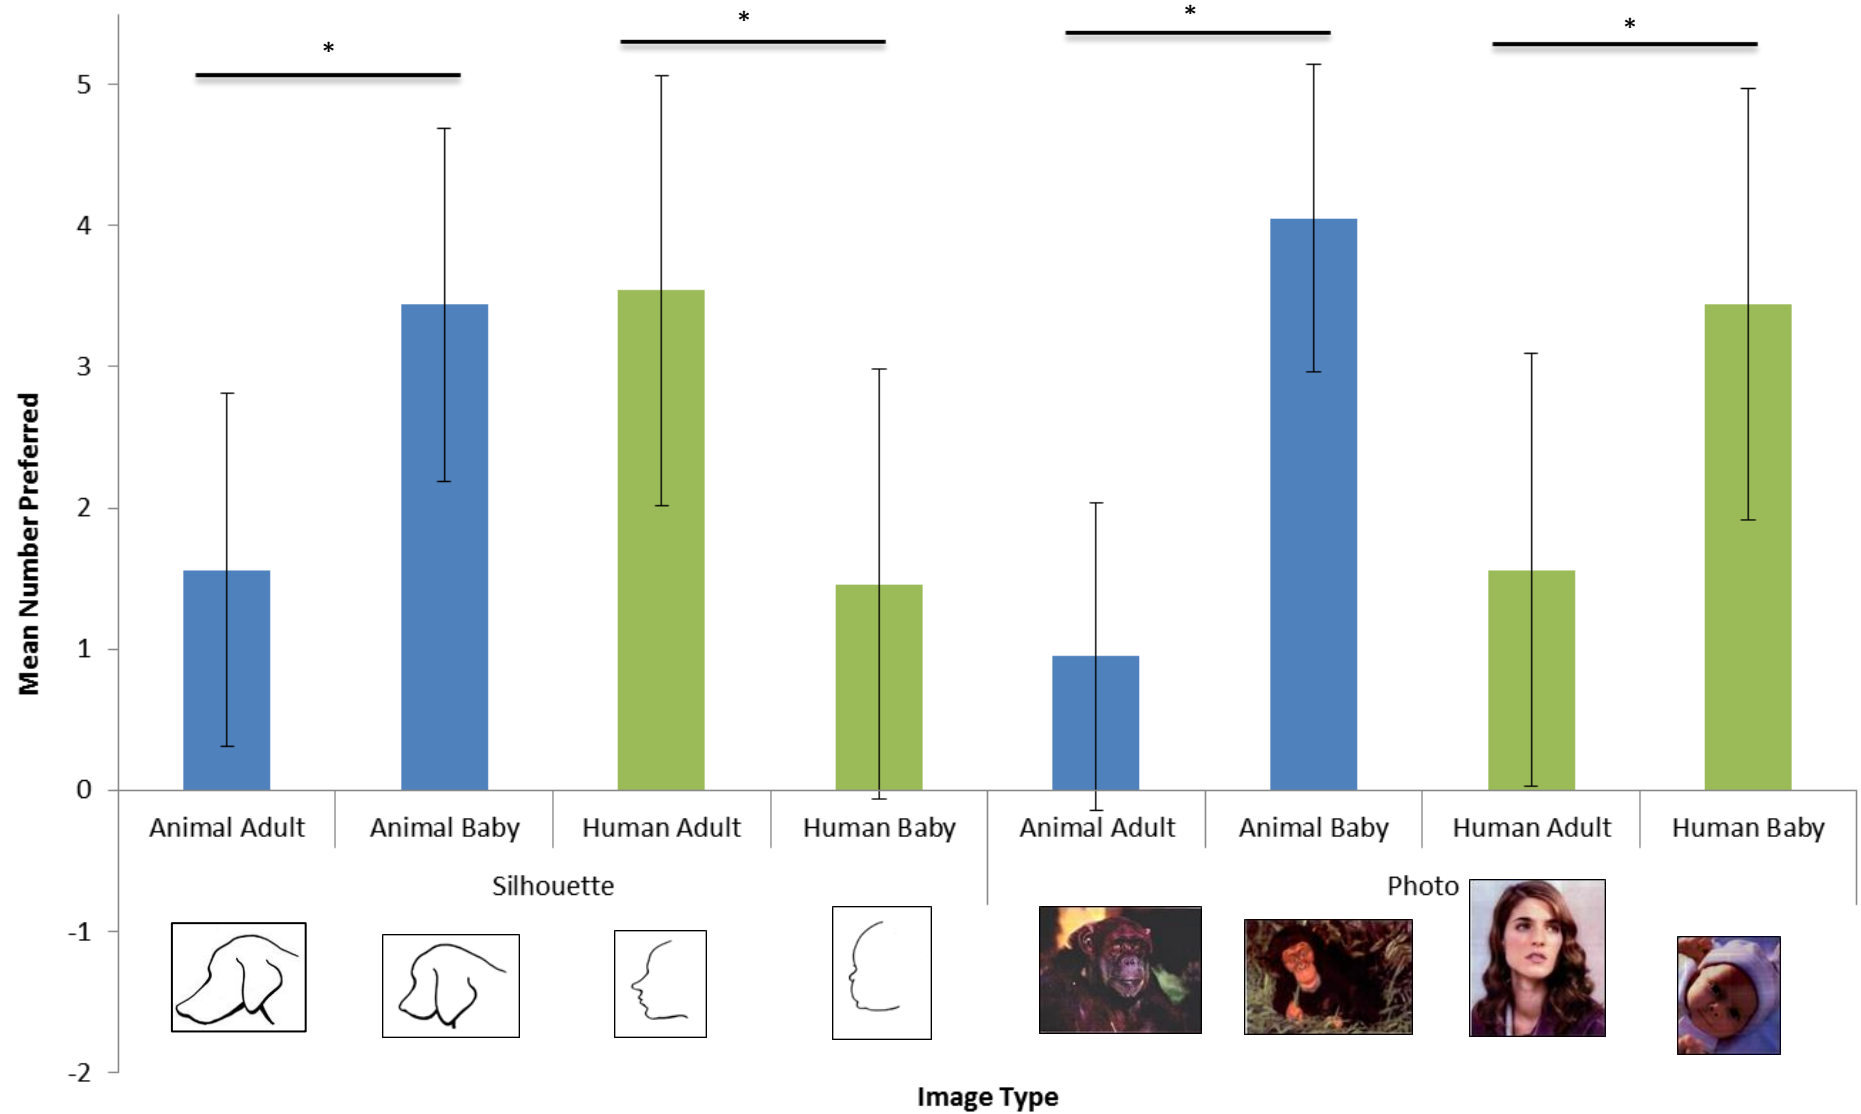 *
*
*
*
5
4
3
2
1
0
-1
-2
Mean Number Preferred
Animal Adult
Animal Baby
Human Adult
Human Baby
Animal Adult
Animal Baby
Human Adult
Human Baby
Silhouette
Photo
Image Type